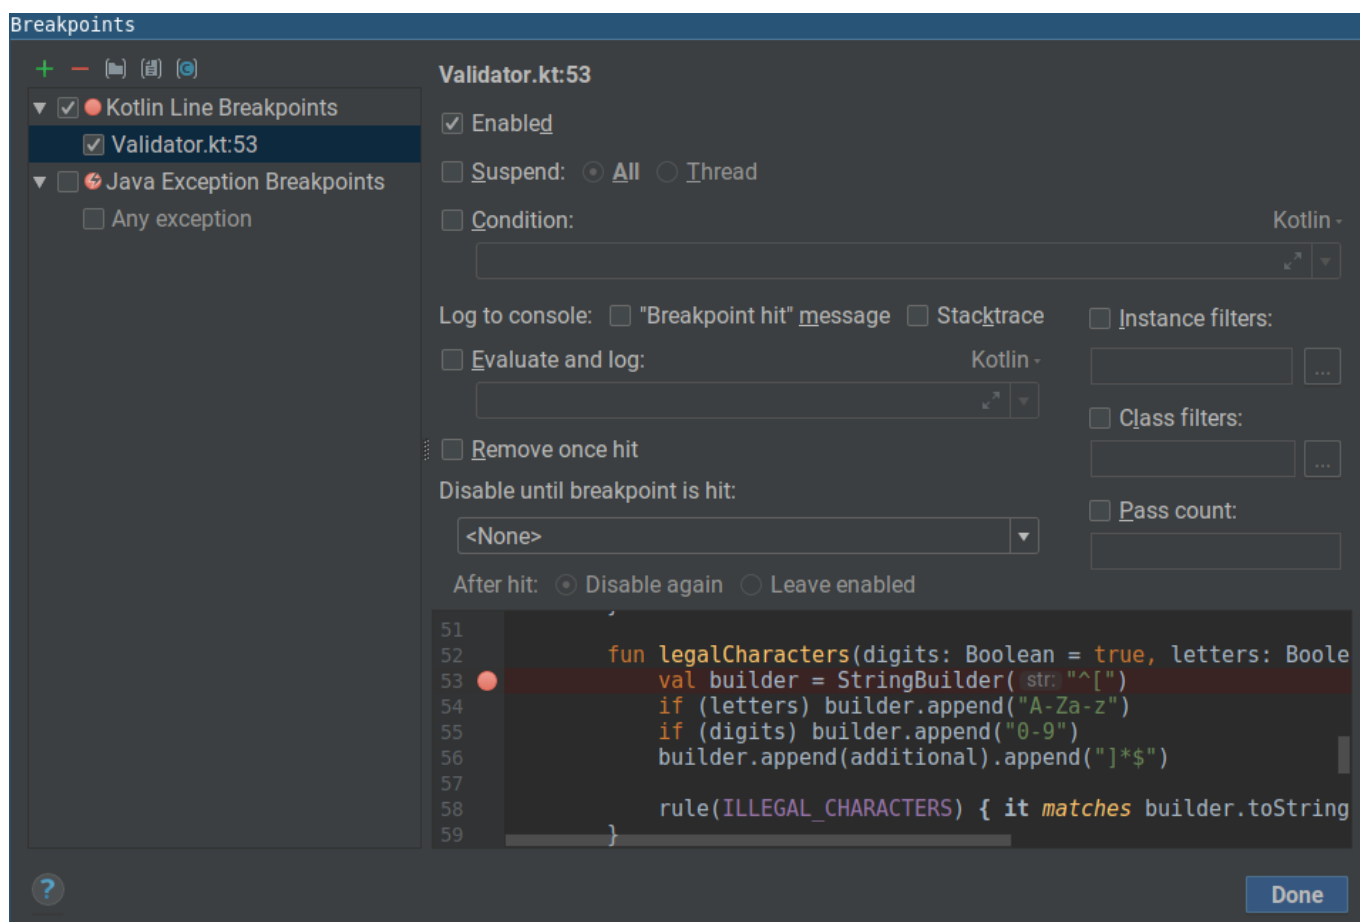 Breakpoints
Kotlin Line Breakpoints
Validator.kt:53
Java Exception Breakpoints
Any exception
Validator.kt:53
Enabled
Suspend: All Thread
Condition: Kotlin
Log to console: "Breakpoint hit" message Stacktrace
Evaluate and log: Kotlin
Remove once hit
Disable until breakpoint is hit:
<None>
After hit: Disable again Leave enabled
Instance filters:
...
Class filters:
...
Pass count:
51
52 fun legalCharacters(digits: Boolean = true, letters: Boole
53 val builder = StringBuilder( str: "^[")
54 if (letters) builder.append("A-Za-z")
55 if (digits) builder.append("0-9")
56 builder.append(additional).append("]*$")
57
58 rule(ILLEGAL_CHARACTERS) { it matches builder.toString
59 }
?
Done